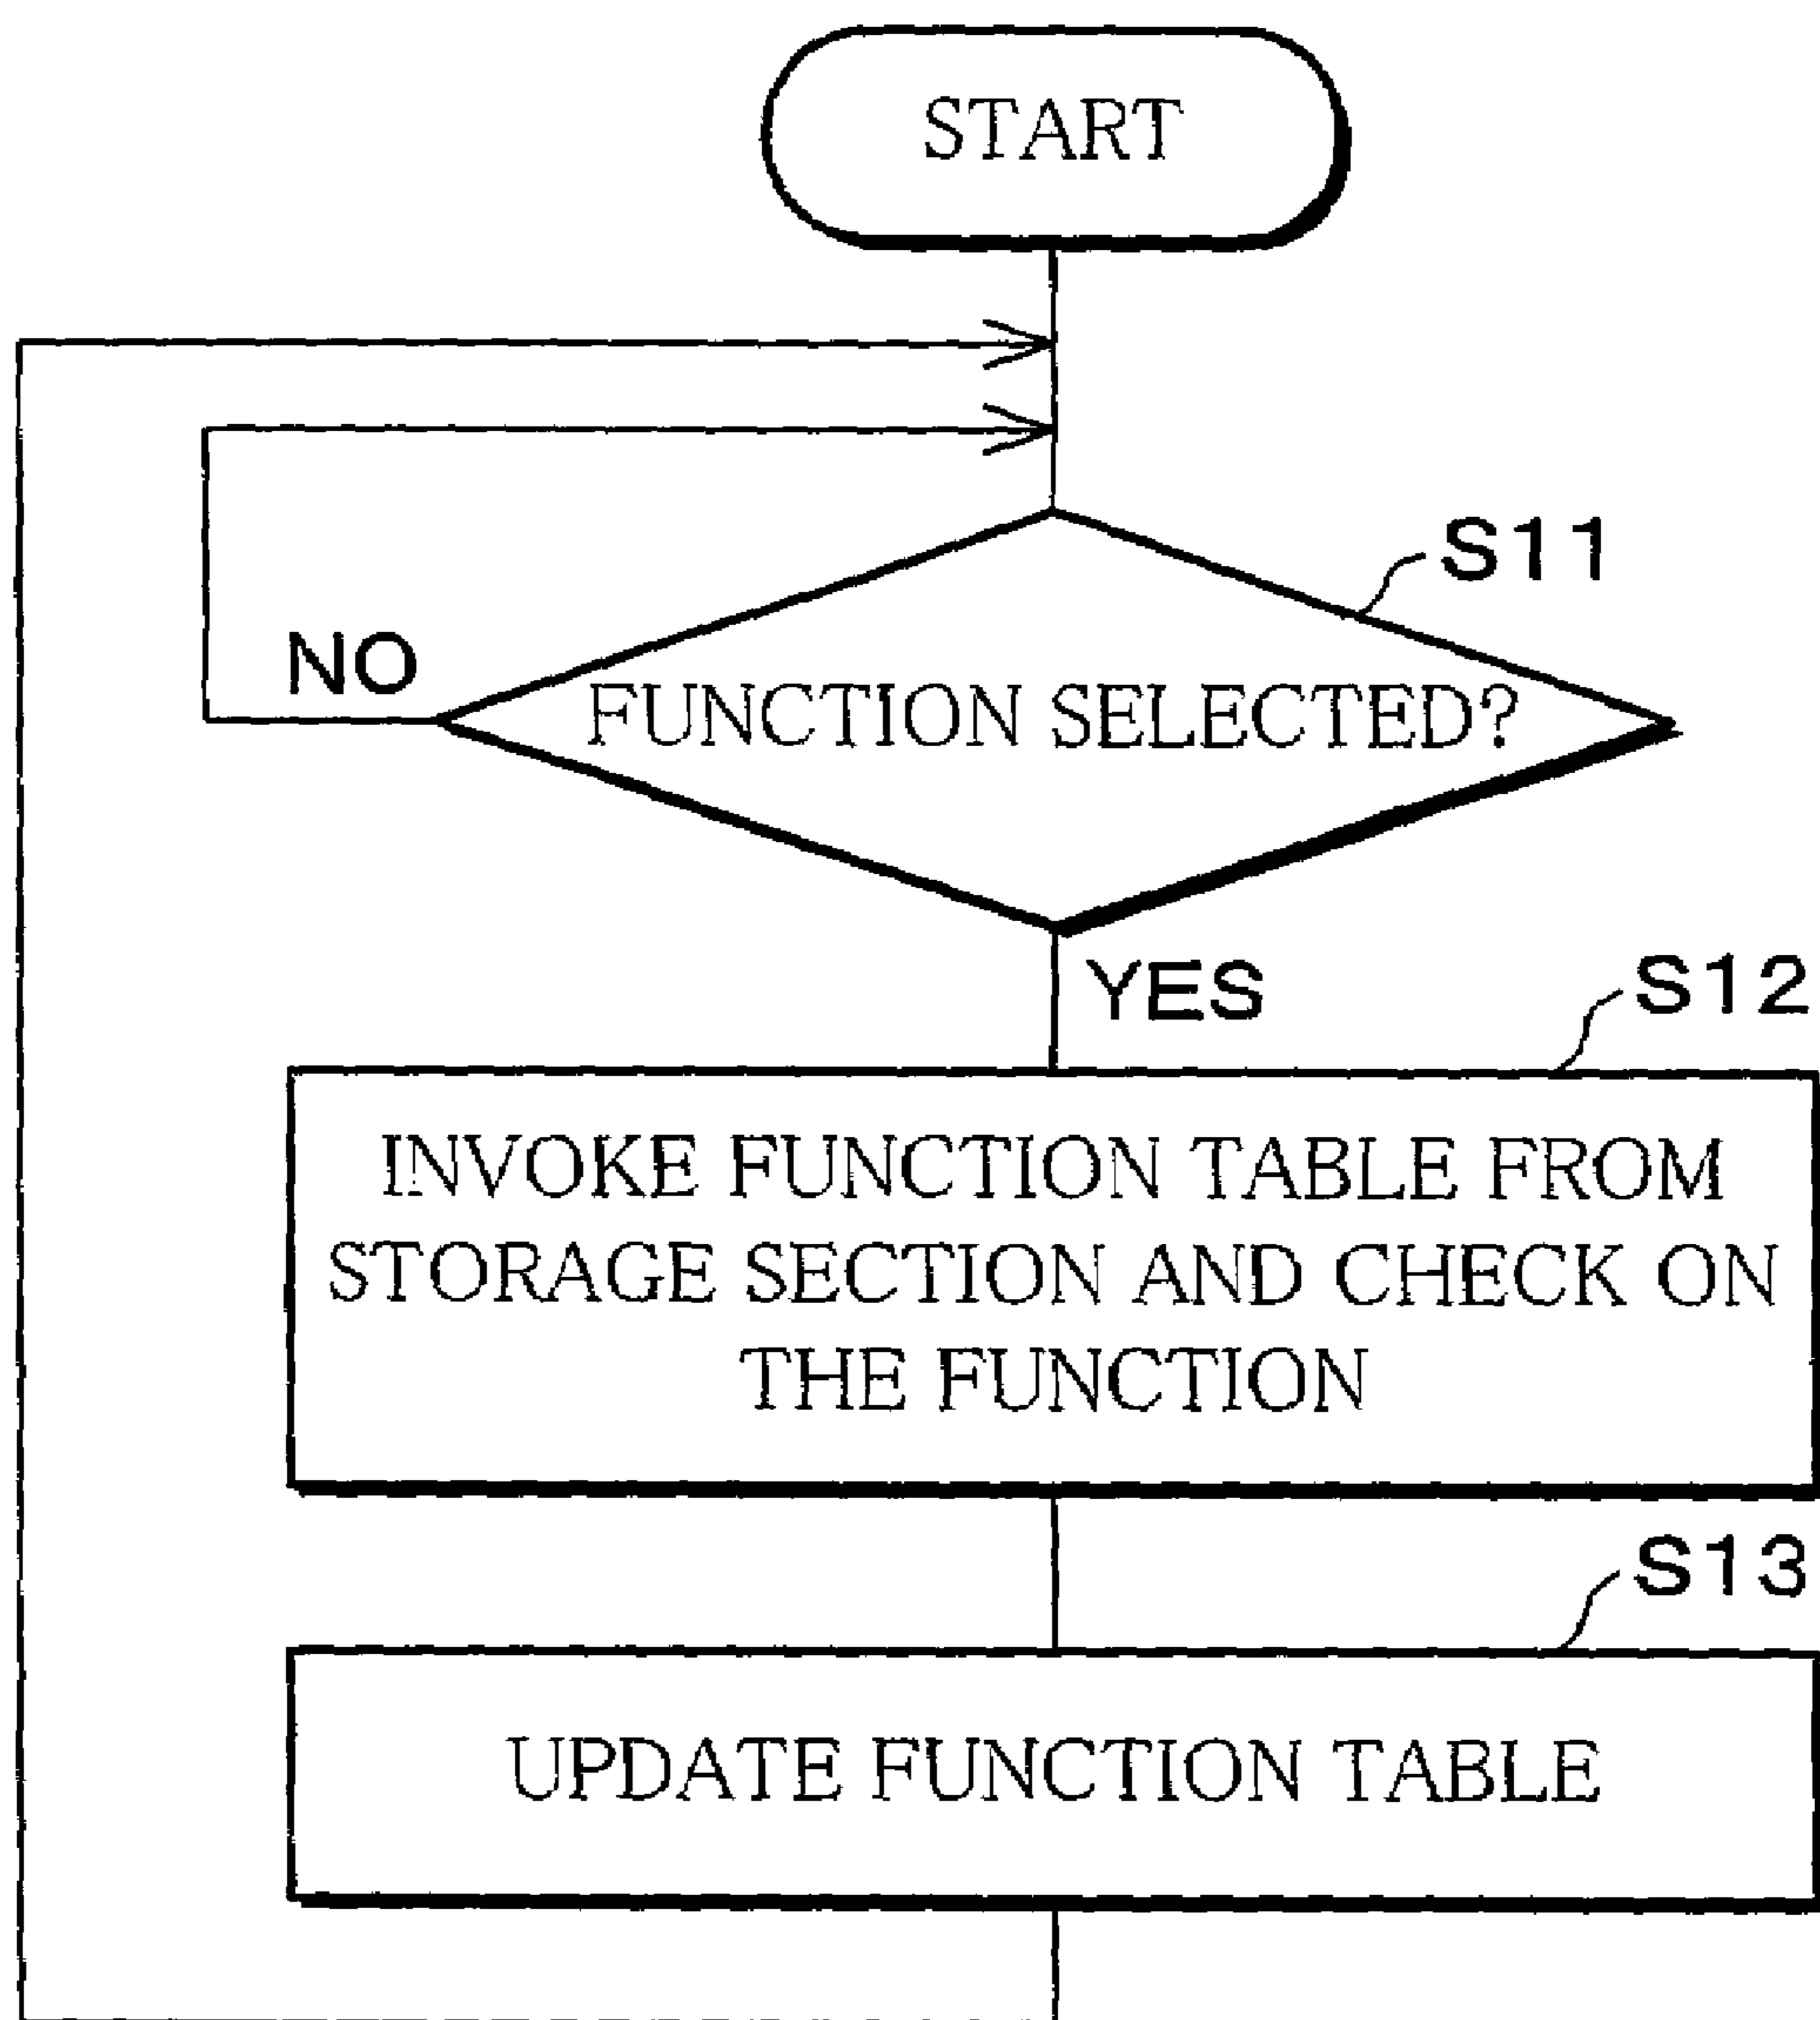 START
S11
NO
FUNCTION SELECTED?
YES
S12
INVOKE FUNCTION TABLE FROM
STORAGE SECTION AND CHECK ON
THE FUNCTION
S13
UPDATE FUNCTION TABLE